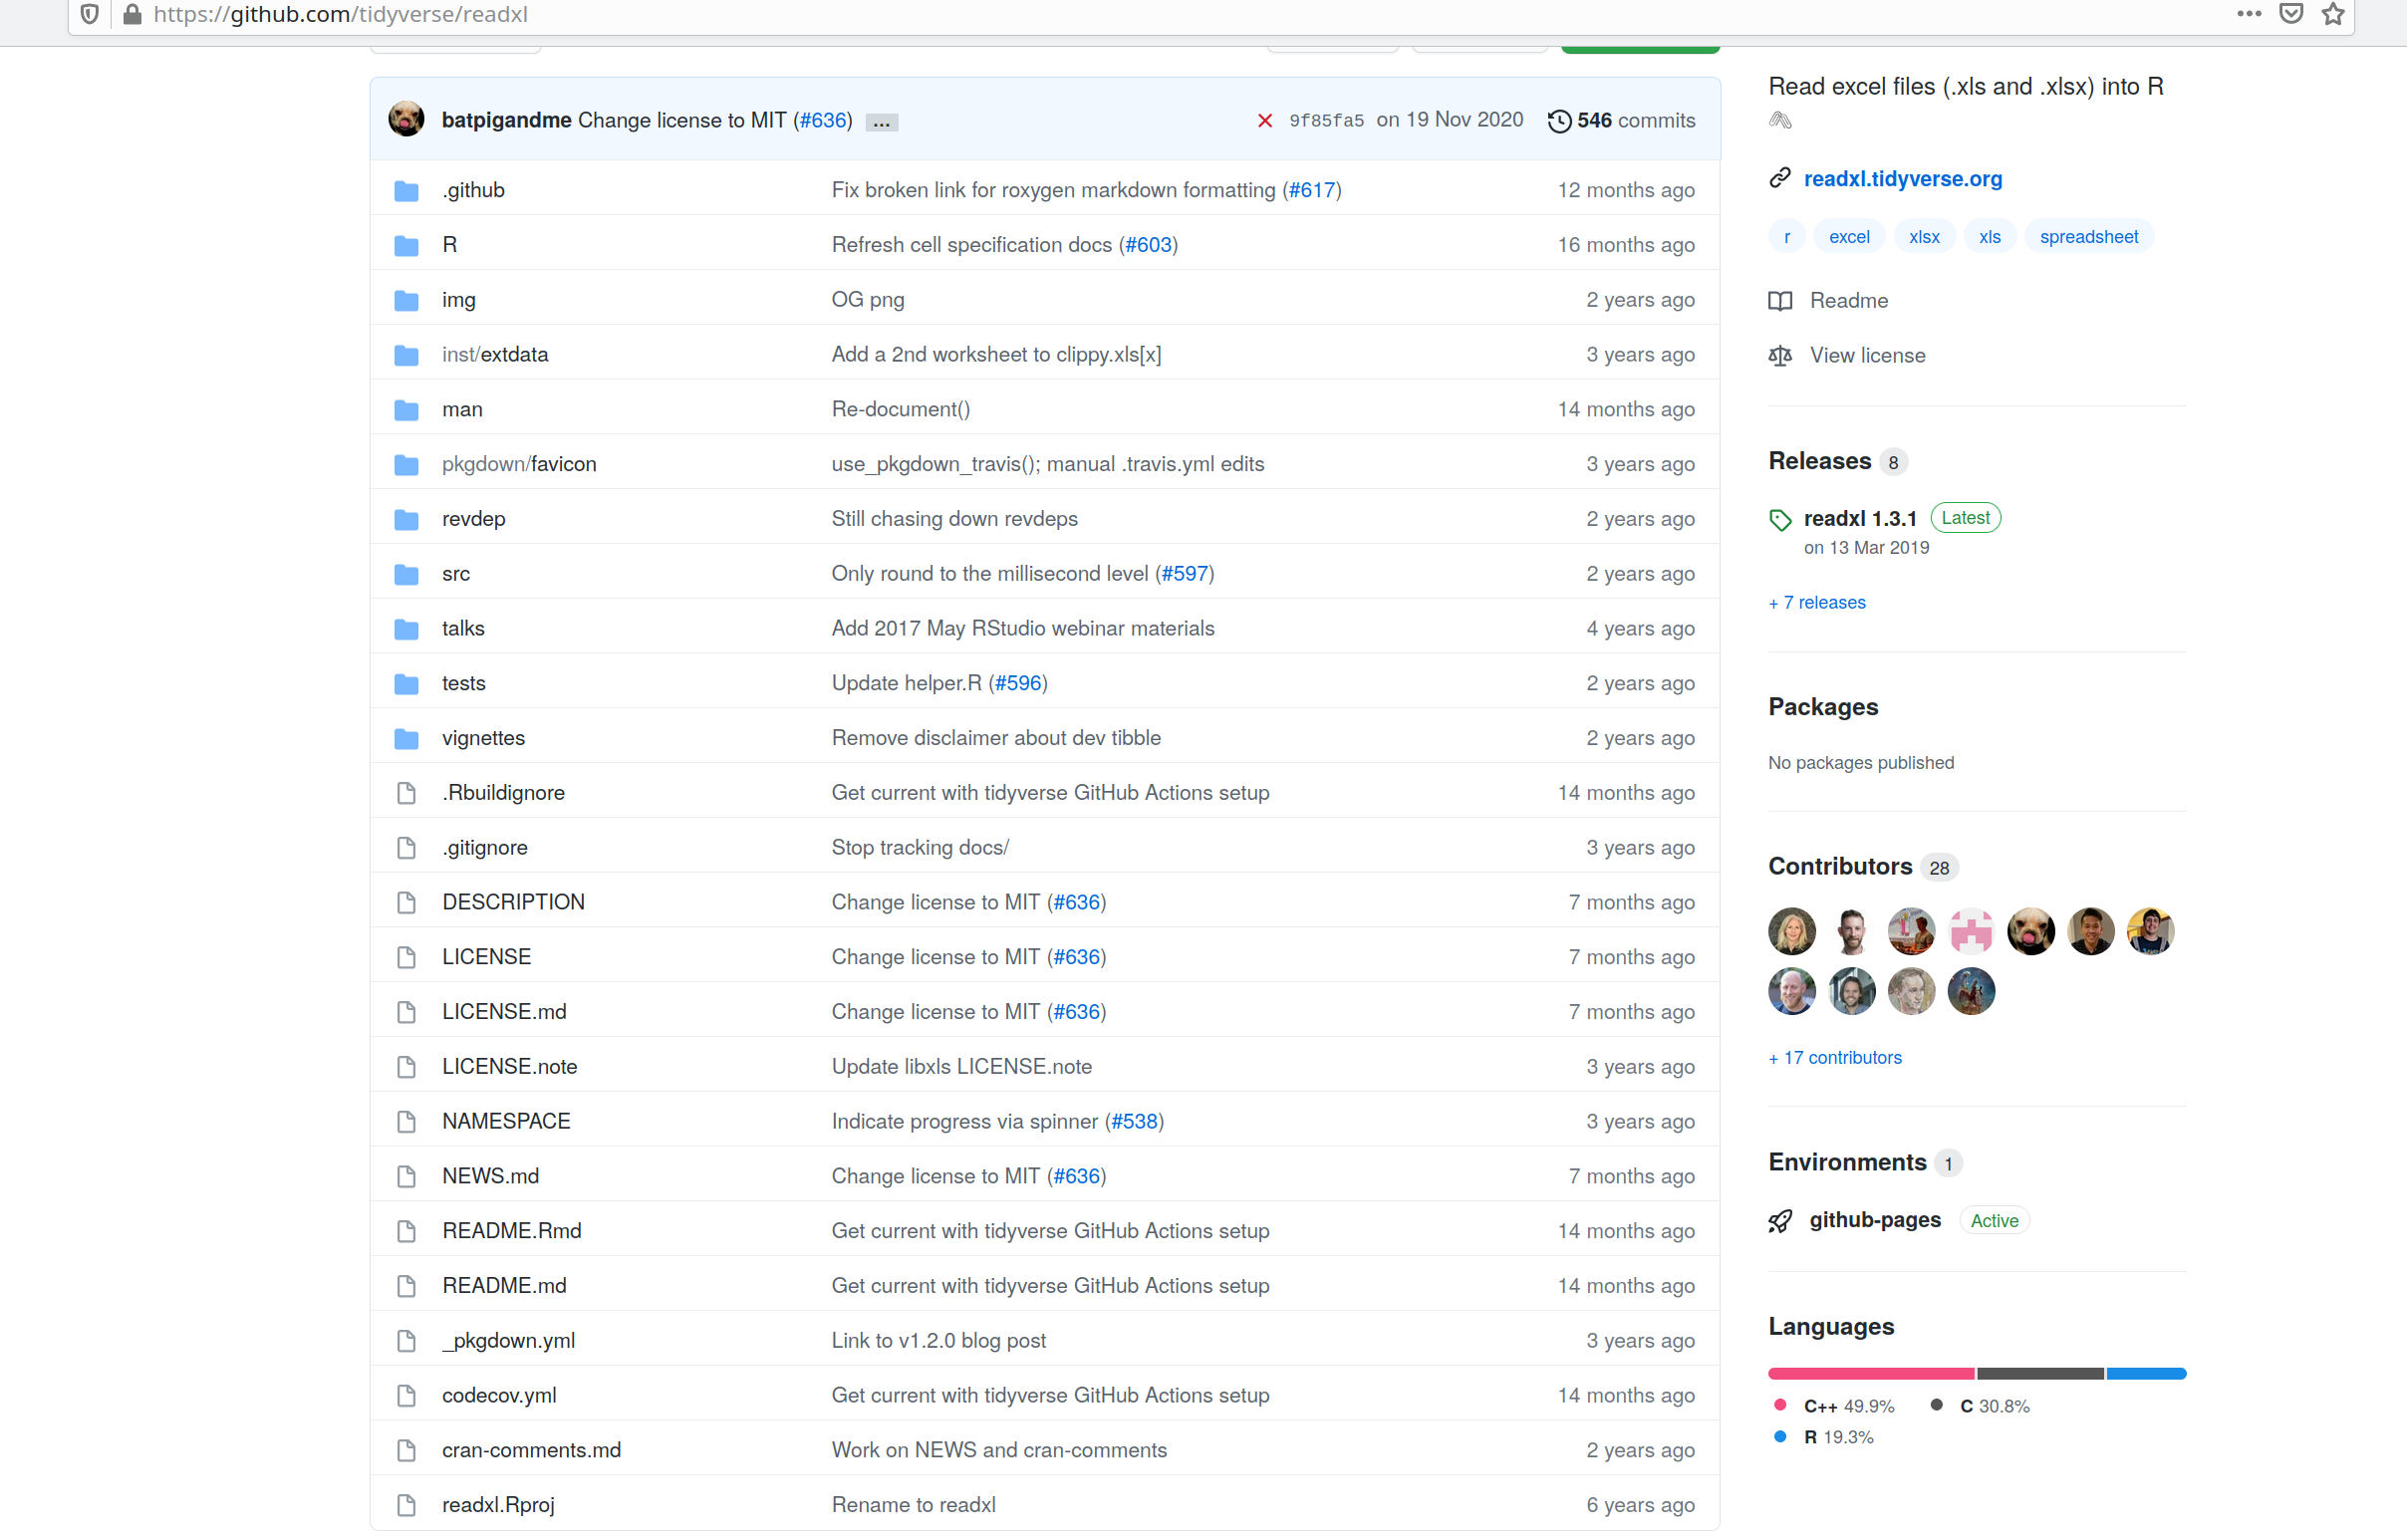 https://github.com/tidyverse/readxl
batpigandme Change license to MIT (#636) ... 9f85fa5 on 19 Nov 2020 546 commits
.github Fix broken link for roxygen markdown formatting (#617) 12 months ago
R Refresh cell specification docs (#603) 16 months ago
img OG png 2 years ago
inst/extdata Add a 2nd worksheet to clippy.xls[x] 3 years ago
man Re-document() 14 months ago
pkgdown/favicon use_pkgdown_travis(); manual .travis.yml edits 3 years ago
revdep Still chasing down revdeps 2 years ago
src Only round to the millisecond level (#597) 2 years ago
talks Add 2017 May RStudio webinar materials 4 years ago
tests Update helper.R (#596) 2 years ago
vignettes Remove disclaimer about dev tibble 2 years ago
.Rbuildignore Get current with tidyverse GitHub Actions setup 14 months ago
.gitignore Stop tracking docs/ 3 years ago
DESCRIPTION Change license to MIT (#636) 7 months ago
LICENSE Change license to MIT (#636) 7 months ago
LICENSE.md Change license to MIT (#636) 7 months ago
LICENSE.note Update libxls LICENSE.note 3 years ago
NAMESPACE Indicate progress via spinner (#538) 3 years ago
NEWS.md Change license to MIT (#636) 7 months ago
README.Rmd Get current with tidyverse GitHub Actions setup 14 months ago
README.md Get current with tidyverse GitHub Actions setup 14 months ago
_pkgdown.yml Link to v1.2.0 blog post 3 years ago
codecov.yml Get current with tidyverse GitHub Actions setup 14 months ago
cran-comments.md Work on NEWS and cran-comments 2 years ago
readxl.Rproj Rename to readxl 6 years ago
Read excel files (.xls and .xlsx) into R
readxl.tidyverse.org
r excel xlsx xls spreadsheet
Readme
View license
Releases 8
readxl 1.3.1 Latest
on 13 Mar 2019
+ 7 releases
Packages
No packages published
Contributors 28
+ 17 contributors
Environments 1
github-pages Active
Languages
C++ 49.9% C 30.8%
R 19.3%